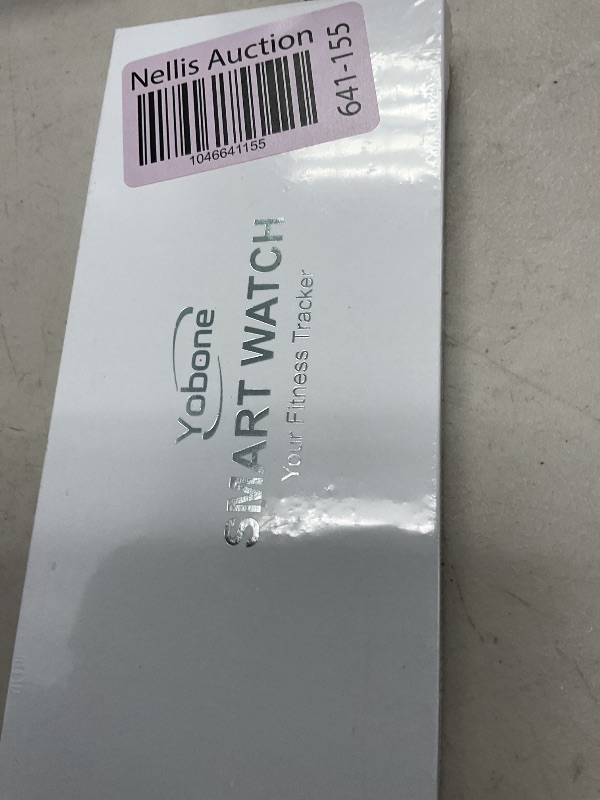 Nellis Auction
641-155
1046641155
Yobone
SMART WATCH
Your Fitness Tracker